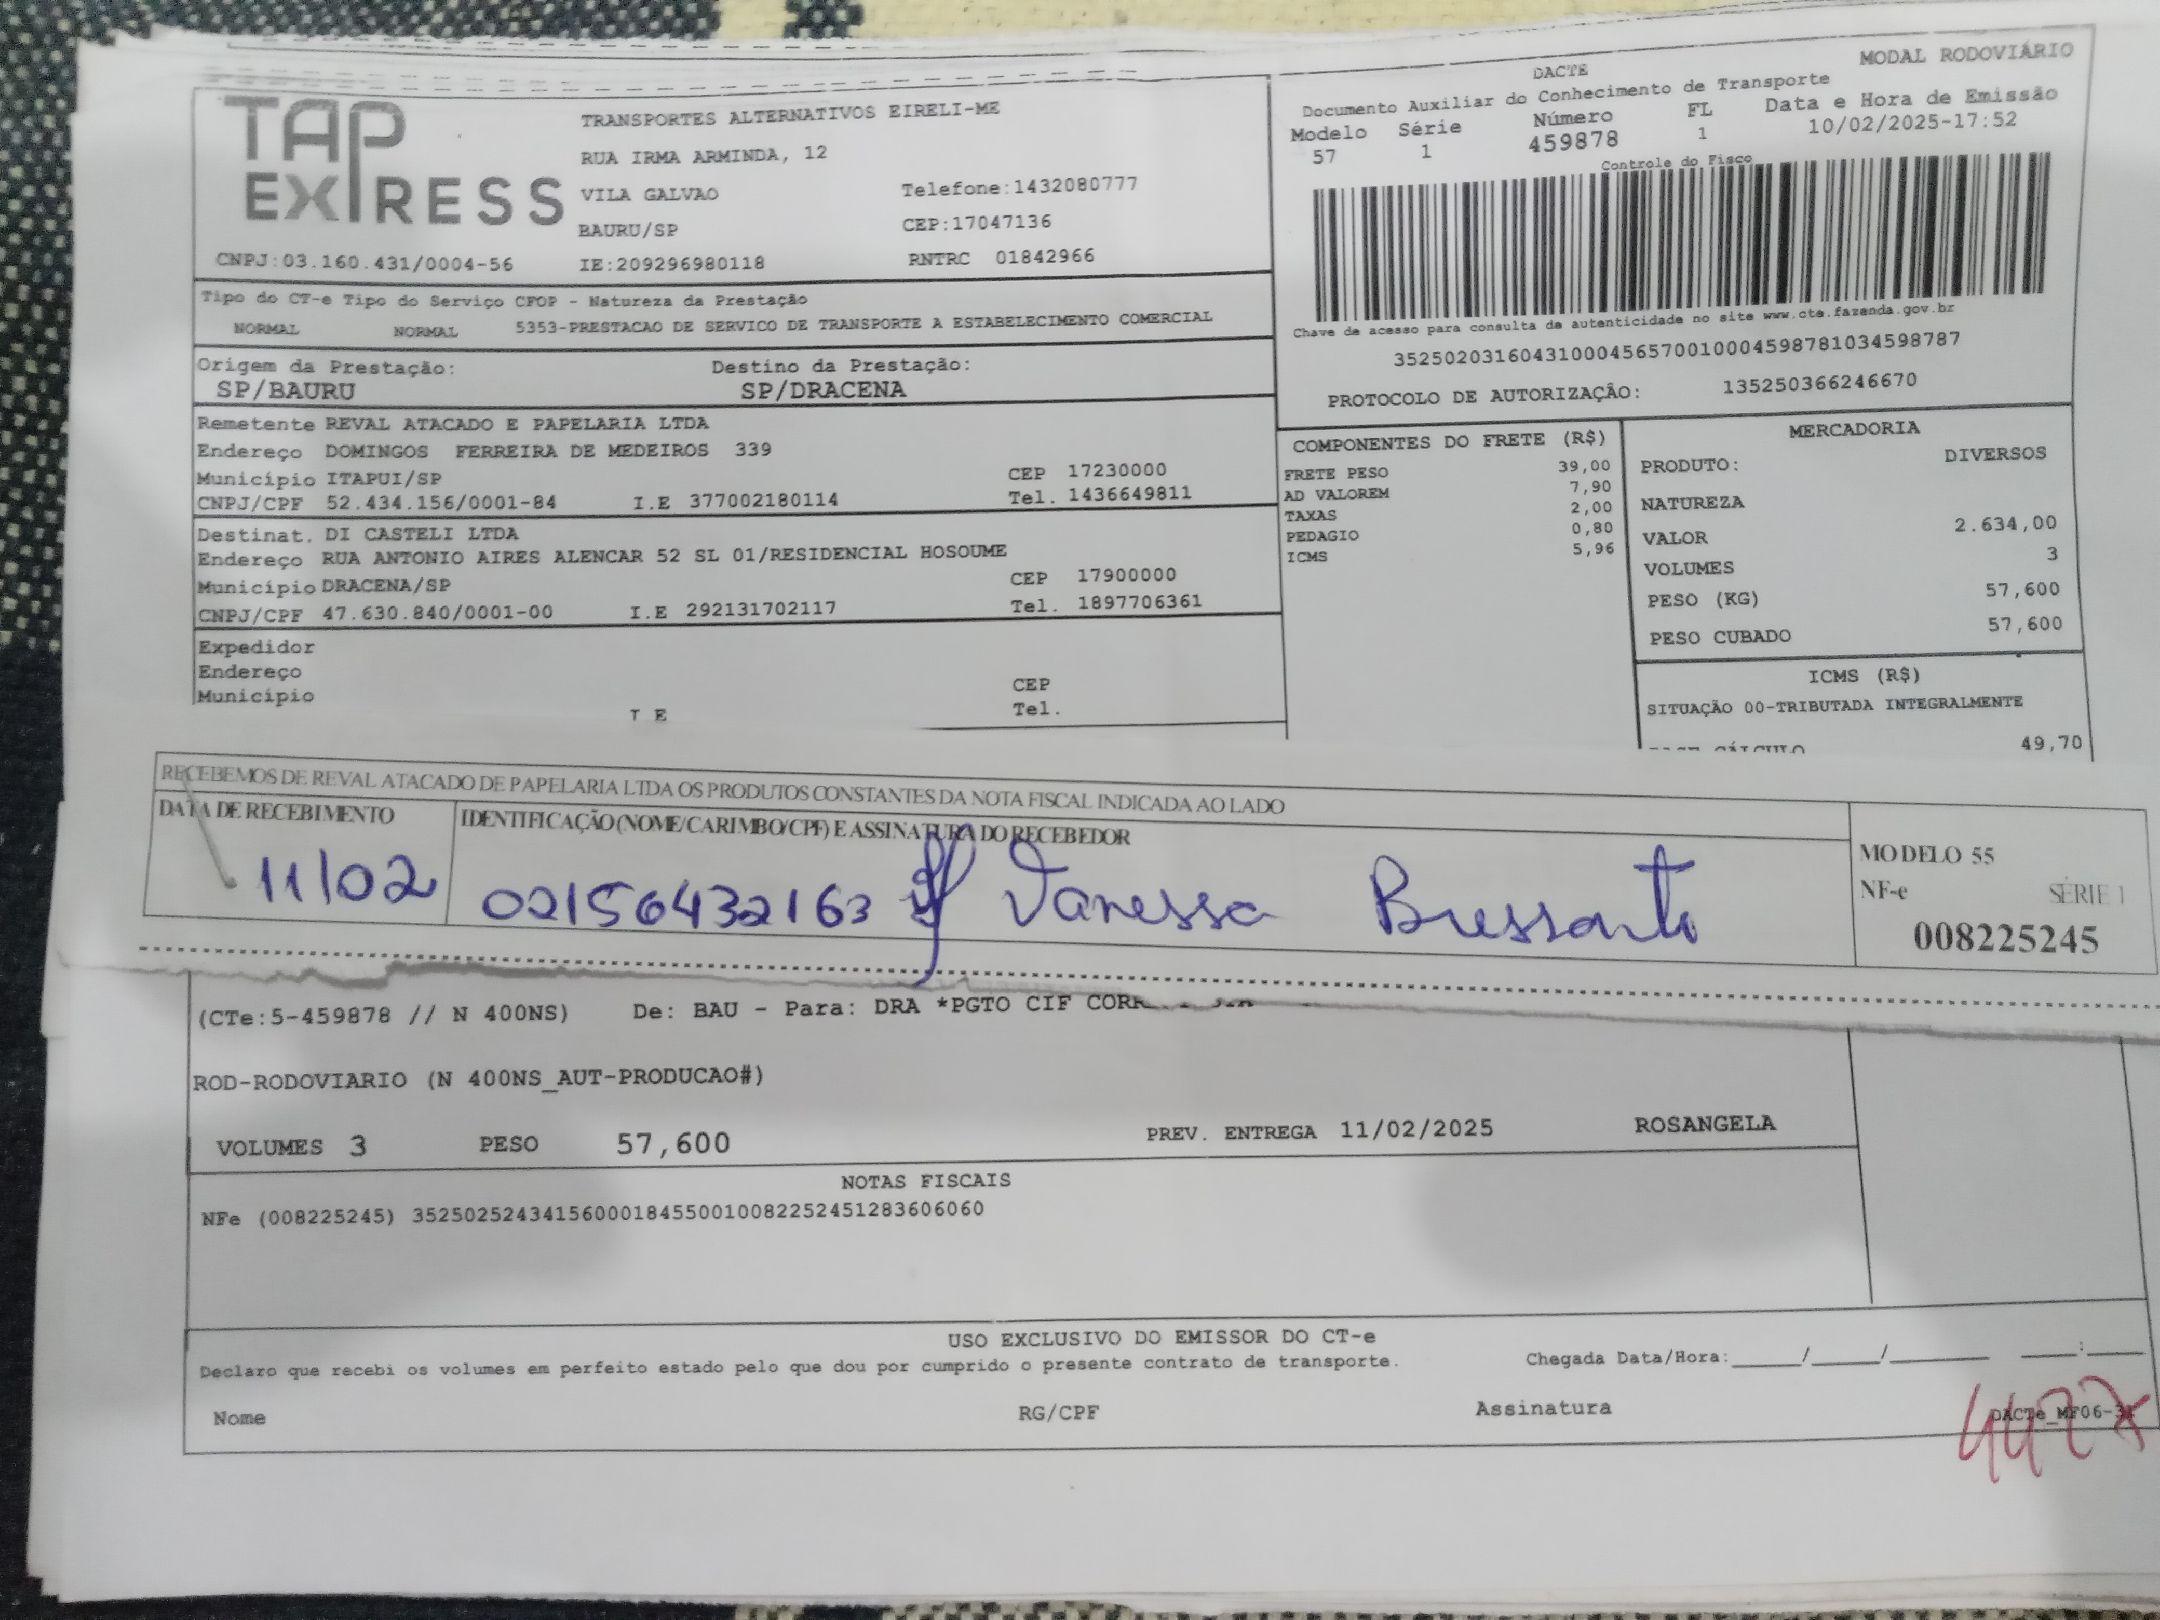 TAP EXPRESS
TRANSPORTES ALTERNATIVOS EIRELI-ME
RUA IRMA ARMINDA, 12
VILA GALVAO Telefone:1432080777
BAURU/SP CEP:17047136
CNPJ:03.160.431/0004-56 IE:209296980118 RNTRC 01842966
MODAL RODOVIÁRIO
DACTE
Documento Auxiliar do Conhecimento de Transporte
Modelo Série Número FL Data e Hora de Emissão
57 1 459878 1 10/02/2025-17:52
Controle do Fisco
Chave de acesso para consulta de autenticidade no site www.cte.fazenda.gov.br
35250203160431000456570010004598781034598787
PROTOCOLO DE AUTORIZAÇÃO: 135250366246670
Tipo do CT-e Tipo do Serviço CFOP - Natureza da Prestação
NORMAL NORMAL 5353-PRESTACAO DE SERVICO DE TRANSPORTE A ESTABELECIMENTO COMERCIAL
Origem da Prestação: Destino da Prestação:
SP/BAURU SP/DRACENA
Remetente REVAL ATACADO E PAPELARIA LTDA
Endereço DOMINGOS FERREIRA DE MEDEIROS 339
Município ITAPUI/SP CEP 17230000
CNPJ/CPF 52.434.156/0001-84 I.E 377002180114 Tel. 1436649811
Destinat. DI CASTELI LTDA
Endereço RUA ANTONIO AIRES ALENCAR 52 SL 01/RESIDENCIAL HOSOUME
Município DRACENA/SP CEP 17900000
CNPJ/CPF 47.630.840/0001-00 I.E 292131702117 Tel. 1897706361
Expedidor
Endereço
Município CEP
I E Tel.
COMPONENTES DO FRETE (R$)
FRETE PESO 39,00
AD VALOREM 7,90
TAXAS 2,00
PEDAGIO 0,80
ICMS 5,96
MERCADORIA
PRODUTO: DIVERSOS
NATUREZA
VALOR 2.634,00
VOLUMES 3
PESO (KG) 57,600
PESO CUBADO 57,600
ICMS (R$)
SITUAÇÃO 00-TRIBUTADA INTEGRALMENTE
CÁLCULO 49,70
RECEBEMOS DE REVAL ATACADO DE PAPELARIA LTDA OS PRODUTOS CONSTANTES DA NOTA FISCAL INDICADA AO LADO
DATA DE RECEBIMENTO IDENTIFICAÇÃO (NOME/CARIMBO/CPF) E ASSINATURA DO RECEBEDOR
11/02 02156432163 Vanessa Bressanto
MODELO 55
NF-e SÉRIE 1
008225245
(CTe:5-459878 // N 400NS) De: BAU - Para: DRA *PGTO CIF
ROD-RODOVIARIO (N 400NS_AUT-PRODUCAO#)
VOLUMES 3 PESO 57,600 PREV. ENTREGA 11/02/2025 ROSANGELA
NOTAS FISCAIS
NFe (008225245) 35250252434156000184550010082252451283606060
USO EXCLUSIVO DO EMISSOR DO CT-e
Declaro que recebi os volumes em perfeito estado pelo que dou por cumprido o presente contrato de transporte. Chegada Data/Hora:_____/_____/_______ ____:____
Nome RG/CPF Assinatura